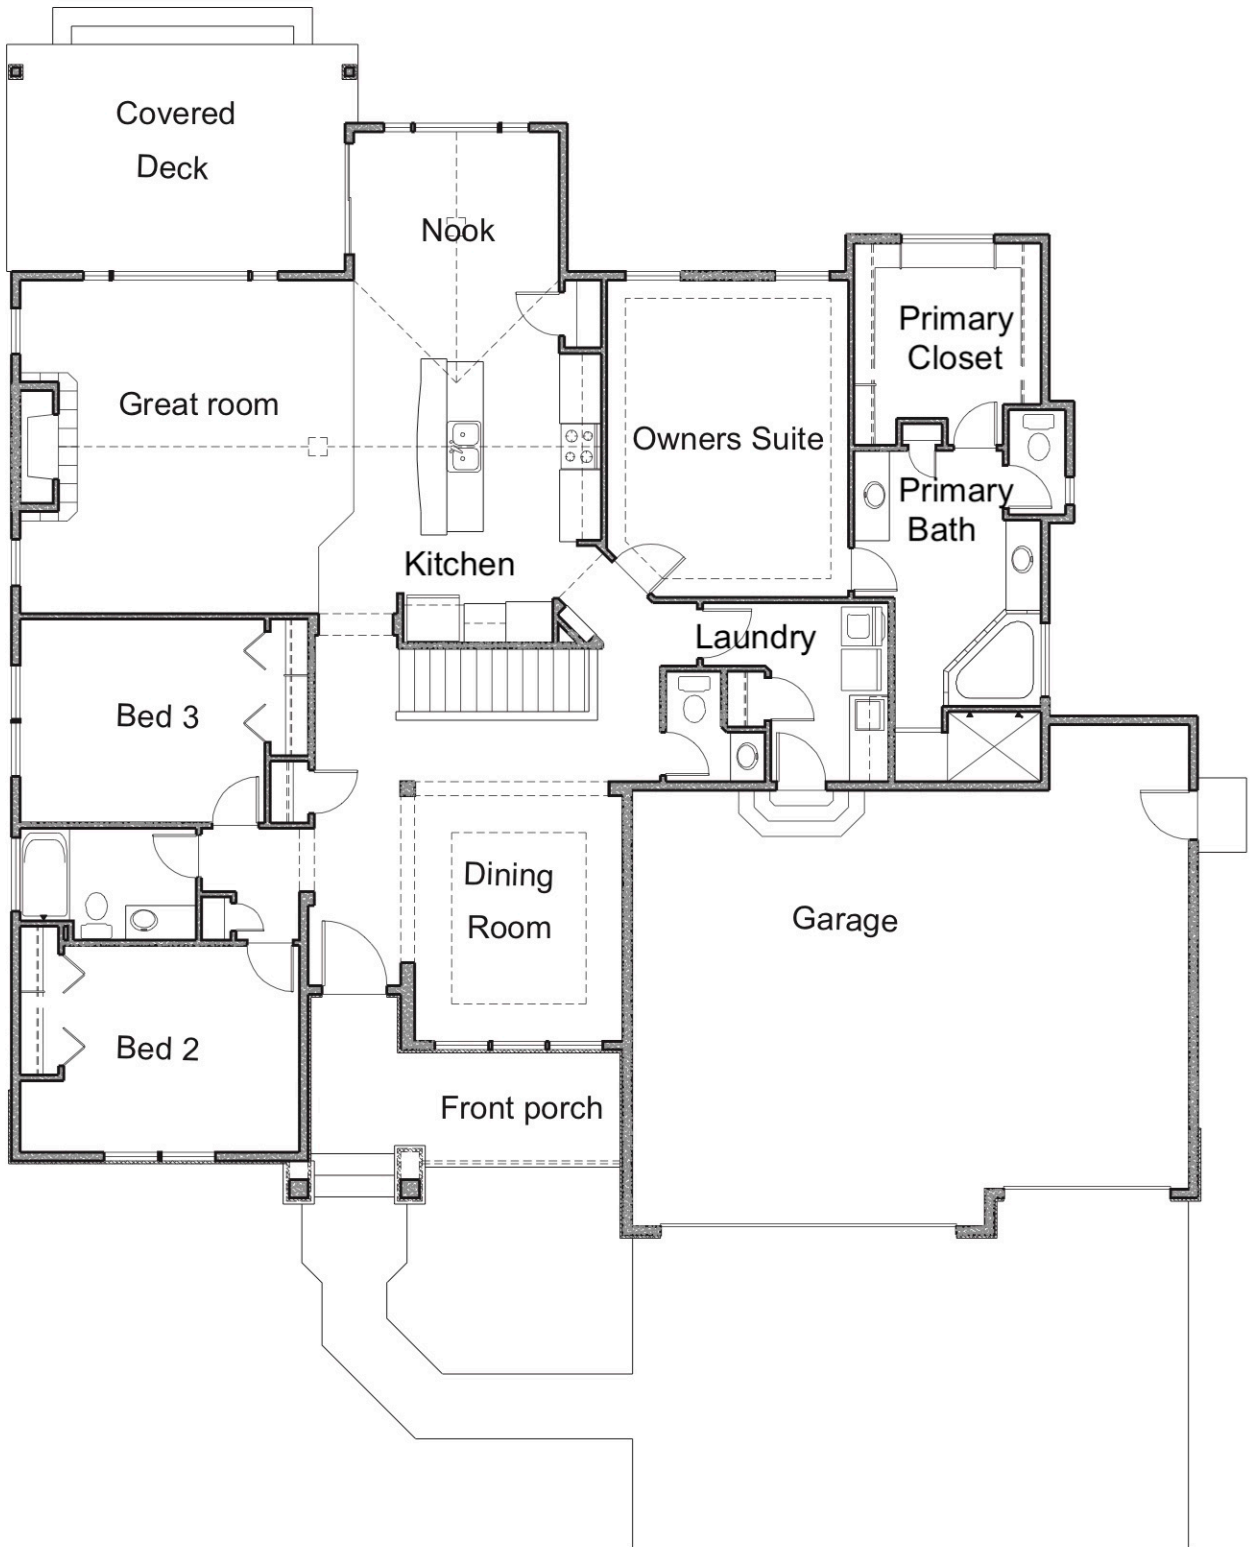 Covered
Deck
Nook
Primary
Closet
Great room
Owners Suite
Primary
Bath
Kitchen
Laundry
Bed 3
Dining
Room
Garage
Bed 2
Front porch